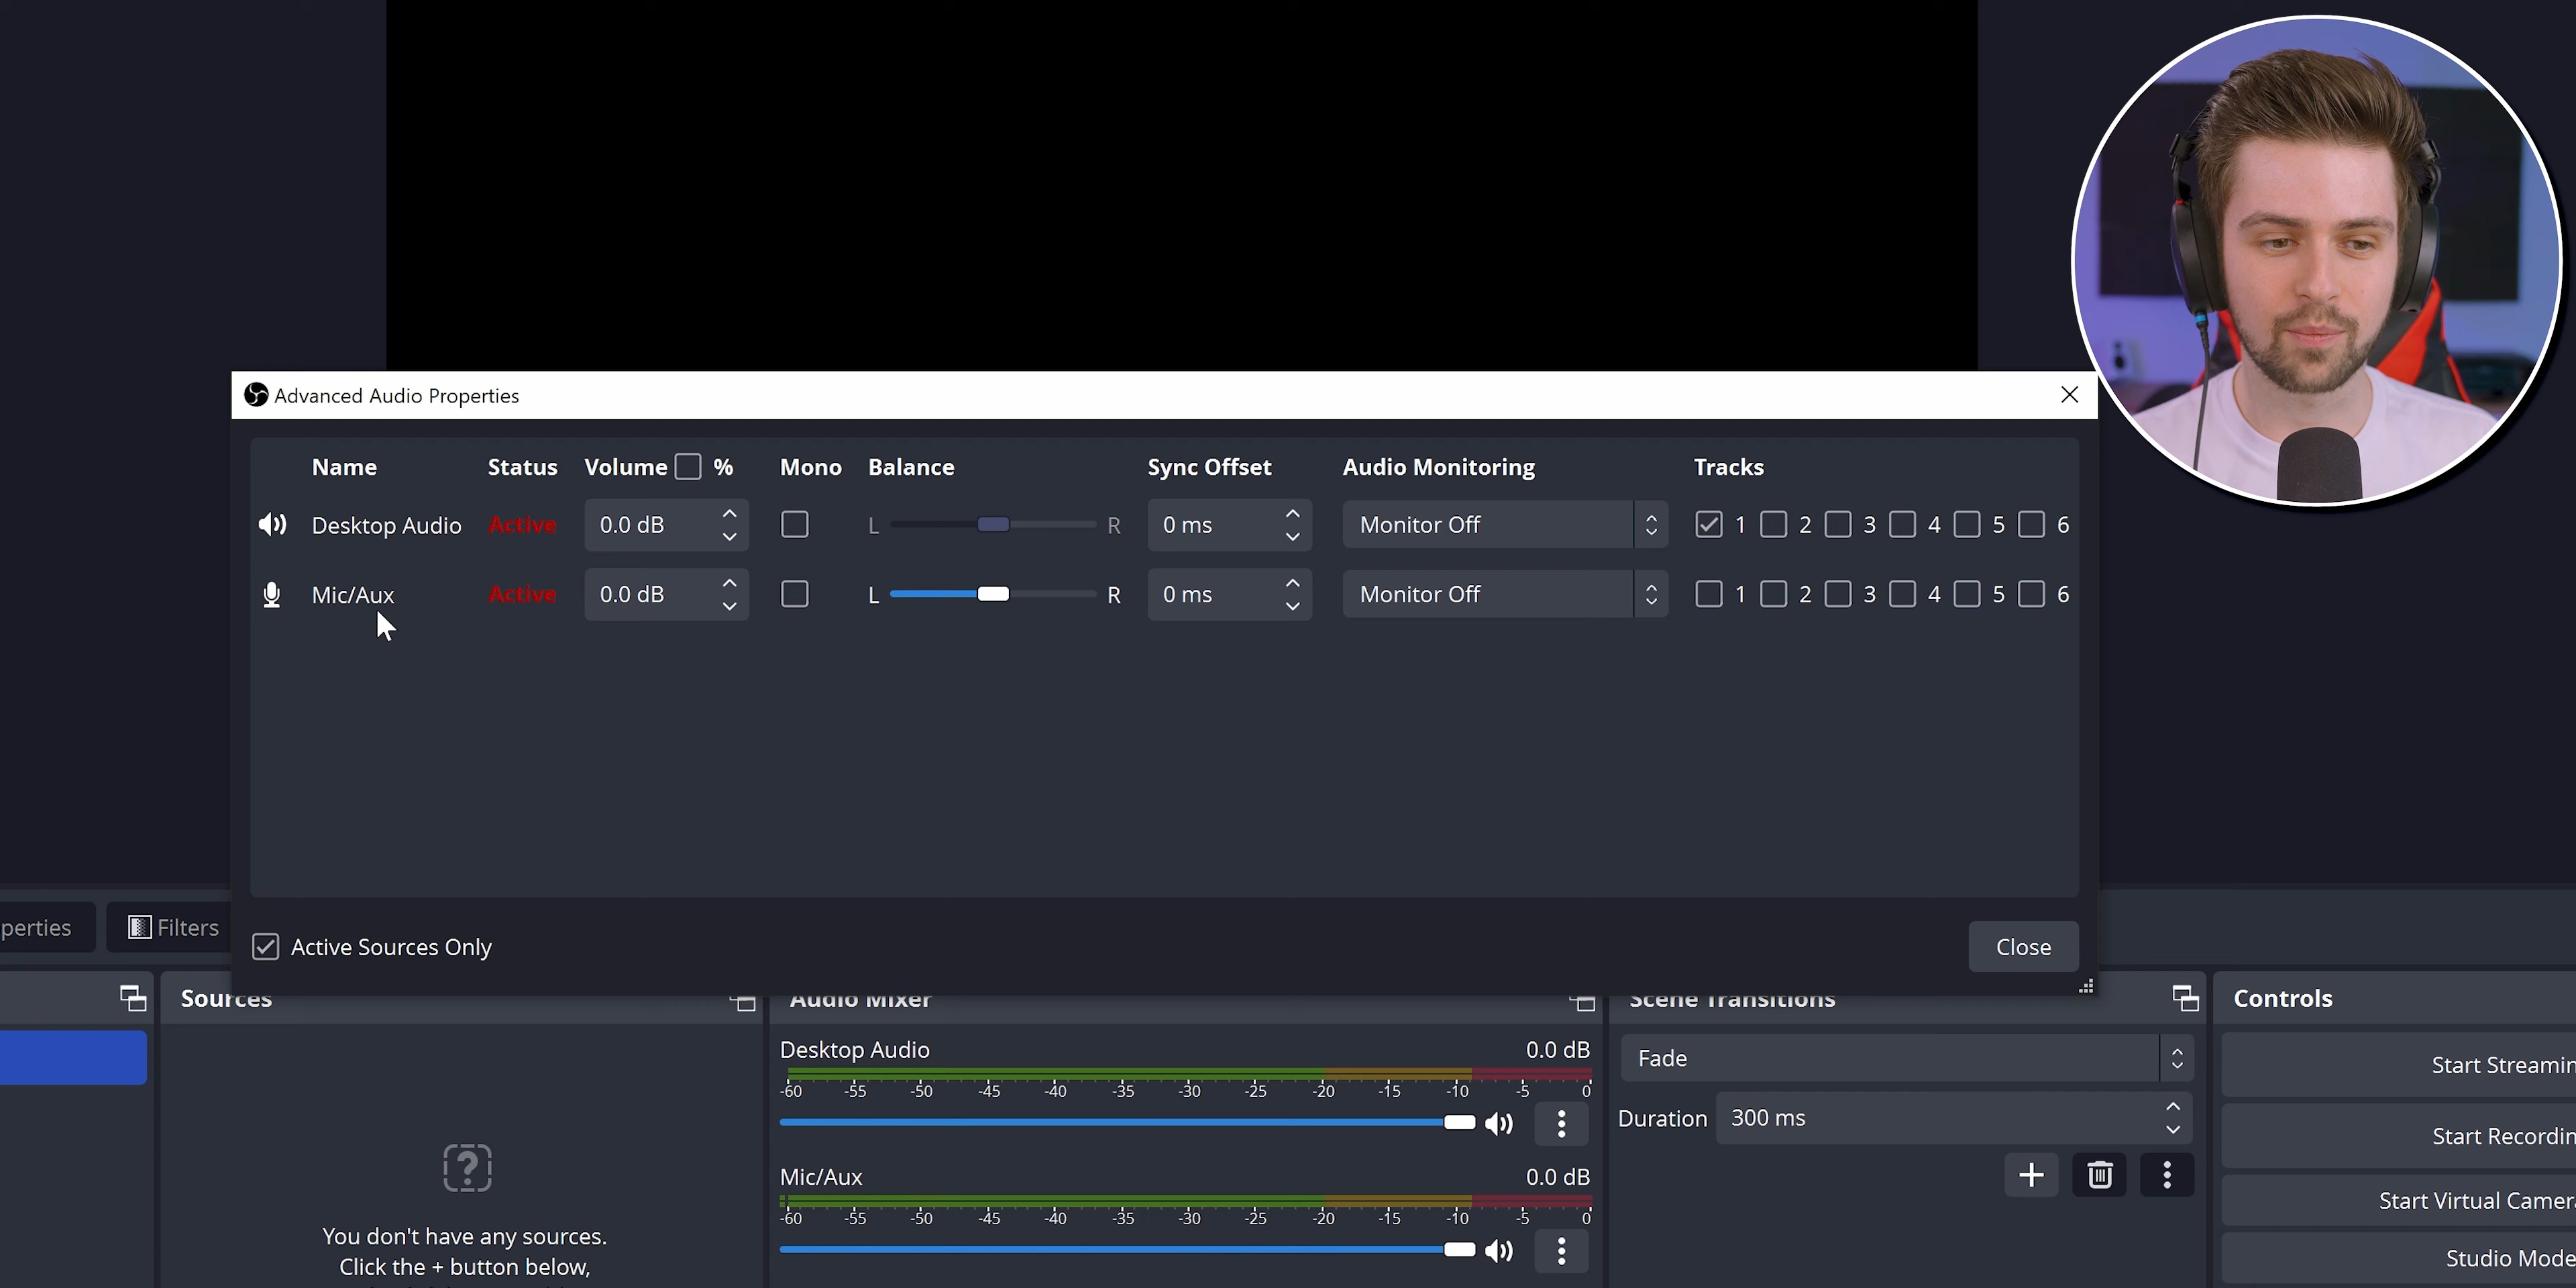 Advanced Audio Properties
Name Status Volume % Mono Balance Sync Offset Audio Monitoring Tracks
Desktop Audio Active 0.0 dB L R 0 ms Monitor Off 1 2 3 4 5 6
Mic/Aux Active 0.0 dB L R 0 ms Monitor Off 1 2 3 4 5 6
perties Filters
Active Sources Only Close
Sources Audio Mixer Scene Transitions Controls
Desktop Audio 0.0 dB
-60 -55 -50 -45 -40 -35 -30 -25 -20 -15 -10 -5 0
Mic/Aux 0.0 dB
-60 -55 -50 -45 -40 -35 -30 -25 -20 -15 -10 -5 0
You don't have any sources.
Click the + button below,
Fade
Duration 300 ms
Start Streamin
Start Recordin
Start Virtual Camer
Studio Mode